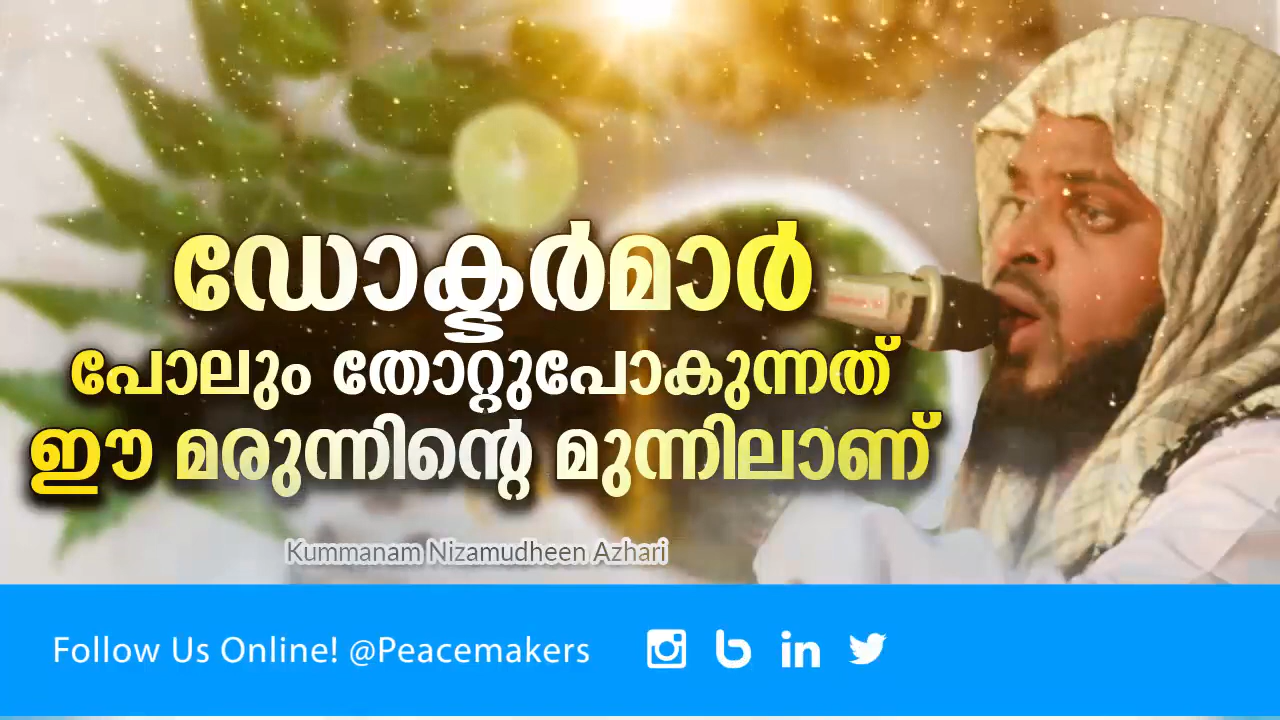 ഡോക്ടർമാർ
പോലും തോറ്റുപോകുന്നത്
ഈ മരുന്നിന്റെ മുന്നിലാണ്
Kummanam Nizamudheen Azhari
Follow Us Online! @Peacemakers